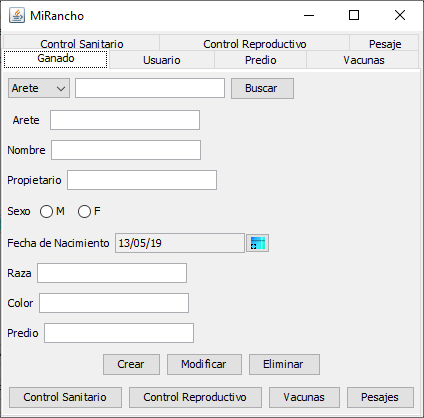 MiRancho
Control Sanitario Control Reproductivo Pesaje
Ganado Usuario Predio Vacunas
Arete Buscar
Arete
Nombre
Propietario
Sexo M F
Fecha de Nacimiento 13/05/19
Raza
Color
Predio
Crear Modificar Eliminar
Control Sanitario Control Reproductivo Vacunas Pesajes